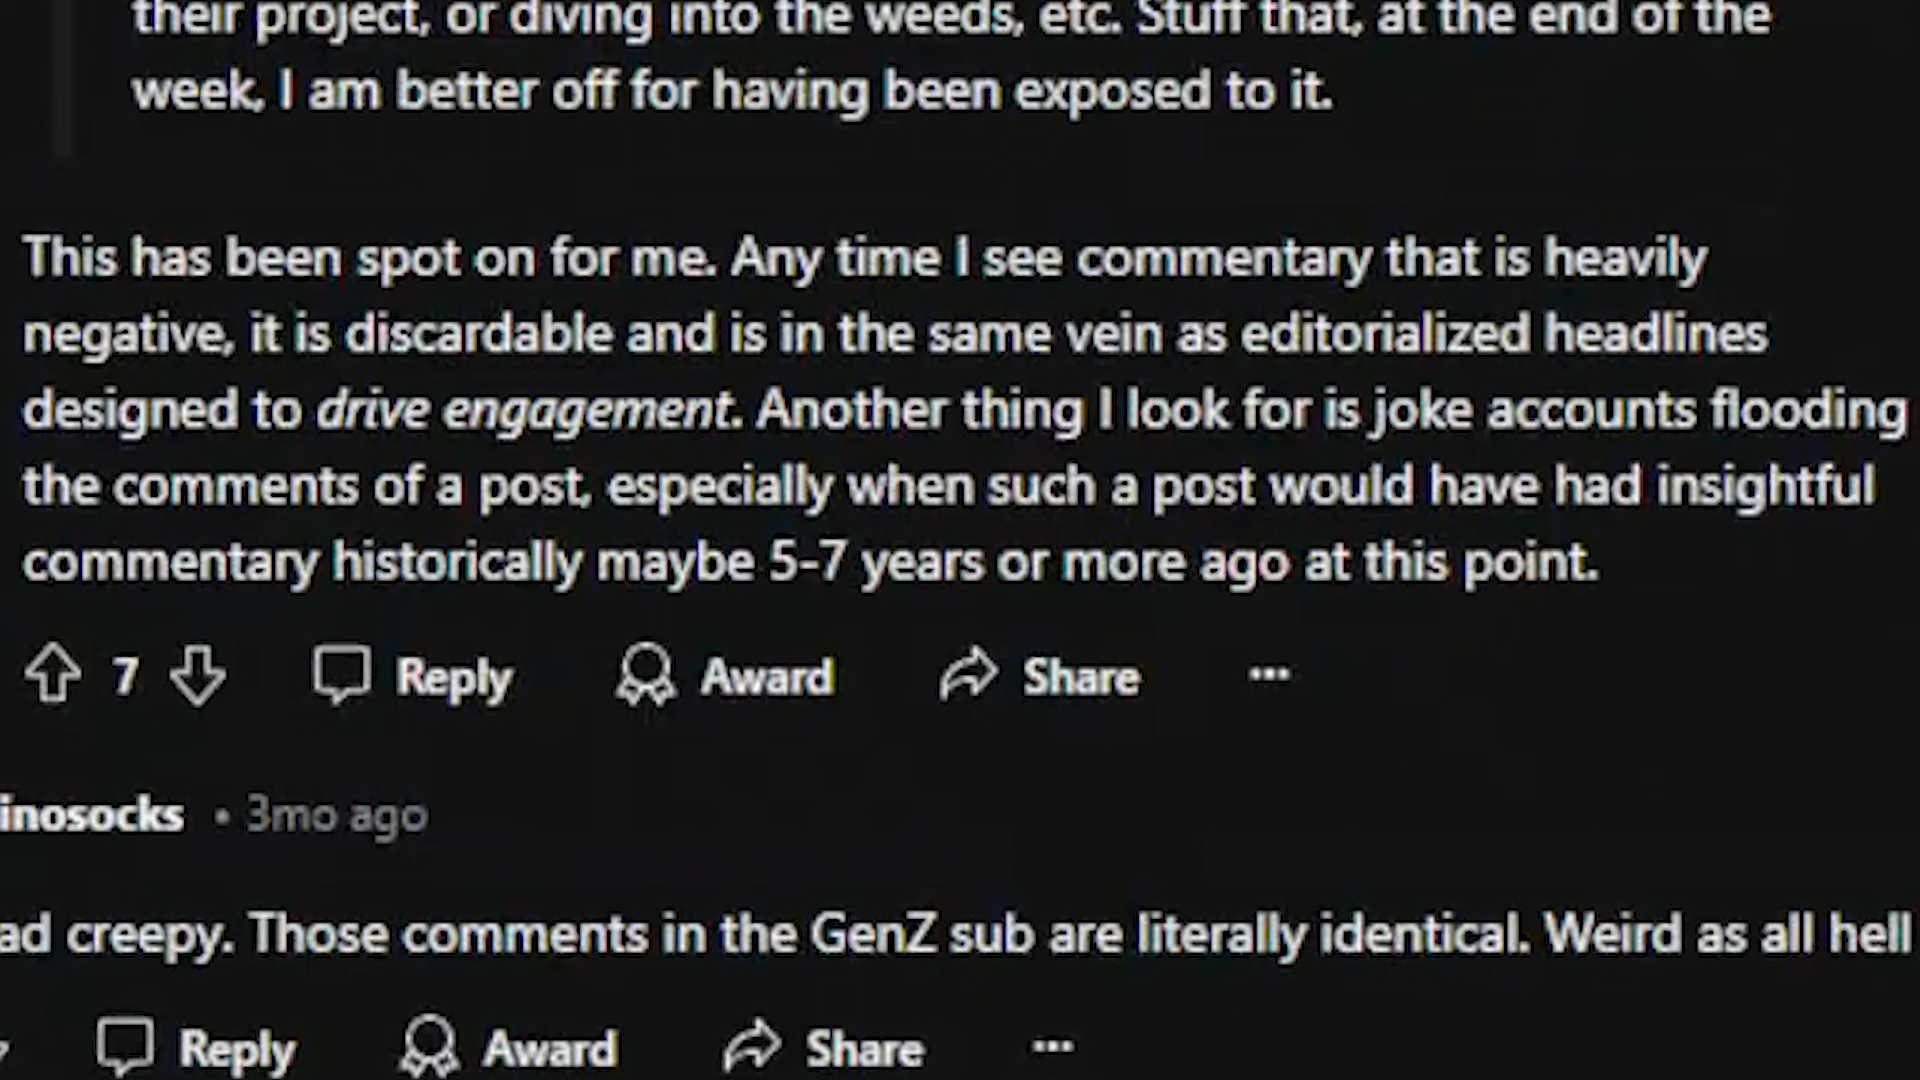 their project, or diving into the weeds, etc. Stuff that, at the end of the
week, I am better off for having been exposed to it.
This has been spot on for me. Any time I see commentary that is heavily
negative, it is discardable and is in the same vein as editorialized headlines
designed to drive engagement. Another thing I look for is joke accounts flooding
the comments of a post, especially when such a post would have had insightful
commentary historically maybe 5-7 years or more ago at this point.
7 Reply Award Share ...
inosocks • 3mo ago
ad creepy. Those comments in the GenZ sub are literally identical. Weird as all hell
Reply Award Share ...